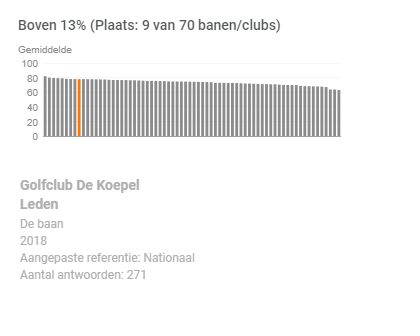 Boven 13% (Plaats: 9 van 70 banen/clubs)
Gemiddelde
100
80
60
40
20
0
Golfclub De Koepel
Leden
De baan
2018
Aangepaste referentie: Nationaal
Aantal antwoorden: 271